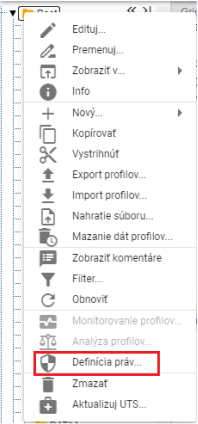 Edituj...
Premenuj...
Zobraziť v...
Info
Nový...
Kopírovať
Vystrihnúť
Export profilov...
Import profilov...
Nahratie súboru...
Mazanie dát profilov...
Zobraziť komentáre
Filter...
Obnoviť
Monitorovanie profilov...
Analýza profilov...
Definícia práv...
Zmazať
Aktualizuj UTS...